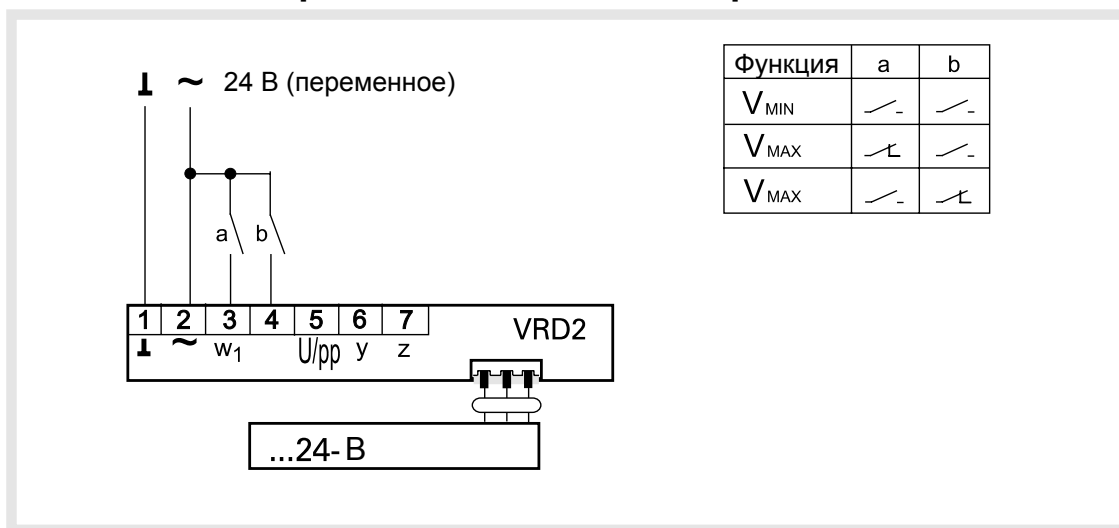 ⊥ ~ 24 В (переменное)
a b
1 2 3 4 5 6 7
⊥ ~ w₁ U/pp y z
VRD2
...24- В
Функция a b
VMIN
VMAX
VMAX